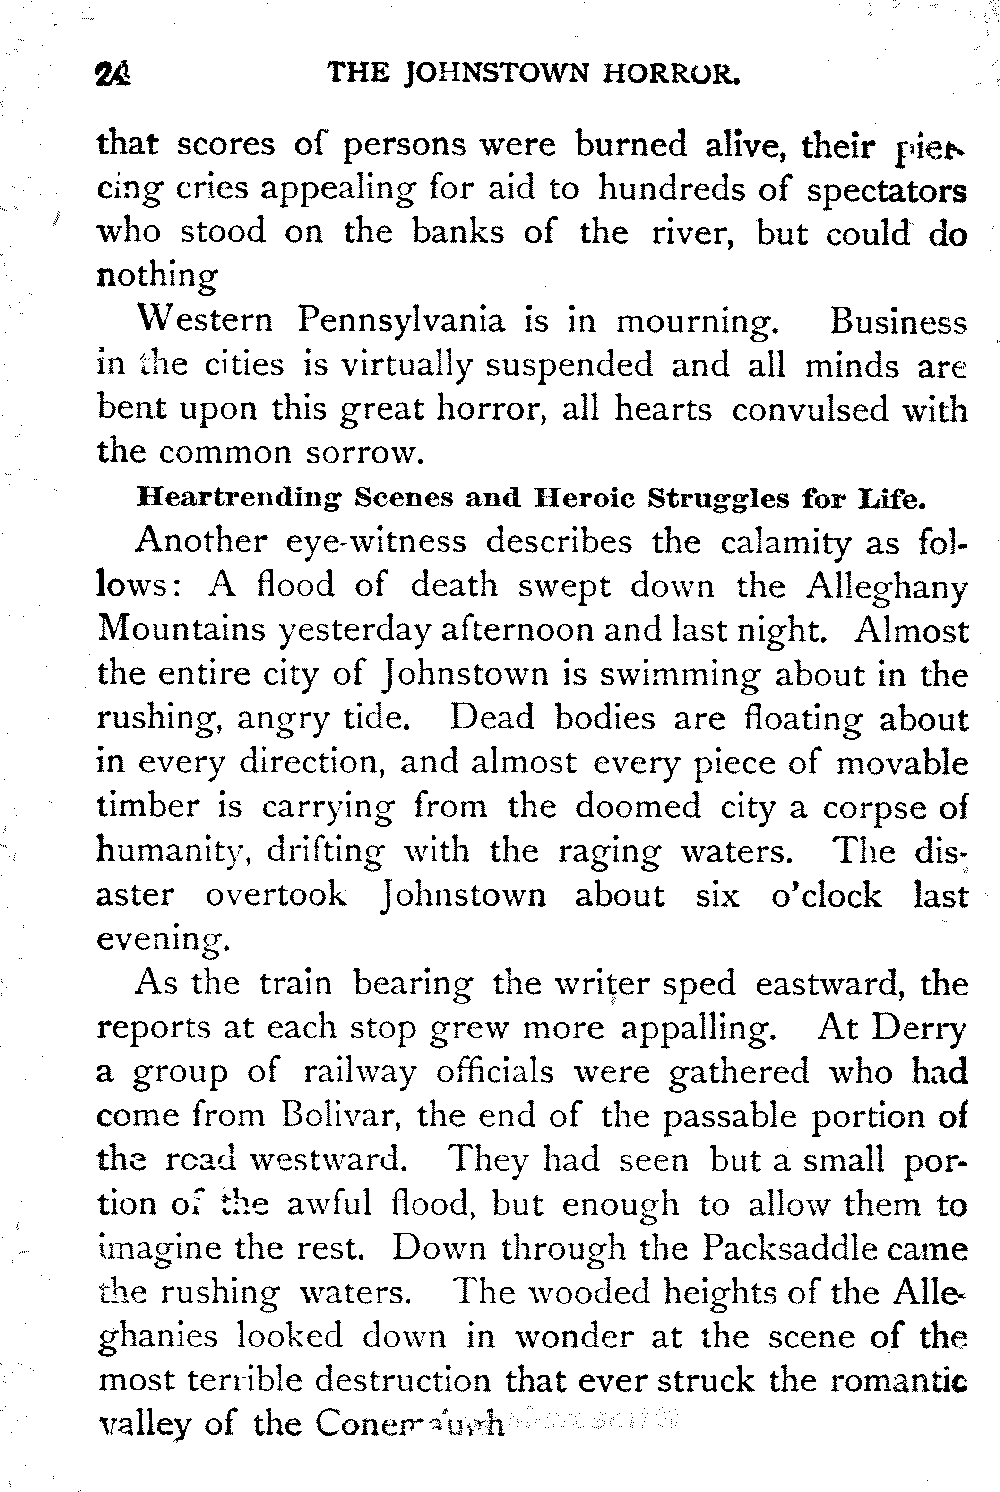 24 THE JOHNSTOWN HORROR.
that scores of persons were burned alive, their pier-
cing cries appealing for aid to hundreds of spectators
who stood on the banks of the river, but could do
nothing
Western Pennsylvania is in mourning. Business
in the cities is virtually suspended and all minds are
bent upon this great horror, all hearts convulsed with
the common sorrow.
Heartrending Scenes and Heroic Struggles for Life.
Another eye-witness describes the calamity as fol-
lows: A flood of death swept down the Alleghany
Mountains yesterday afternoon and last night. Almost
the entire city of Johnstown is swimming about in the
rushing, angry tide. Dead bodies are floating about
in every direction, and almost every piece of movable
timber is carrying from the doomed city a corpse of
humanity, drifting with the raging waters. The dis-
aster overtook Johnstown about six o'clock last
evening.
As the train bearing the writer sped eastward, the
reports at each stop grew more appalling. At Derry
a group of railway officials were gathered who had
come from Bolivar, the end of the passable portion of
the road westward. They had seen but a small por-
tion of the awful flood, but enough to allow them to
imagine the rest. Down through the Packsaddle came
the rushing waters. The wooded heights of the Alle-
ghanies looked down in wonder at the scene of the
most terrible destruction that ever struck the romantic
valley of the Conemaugh